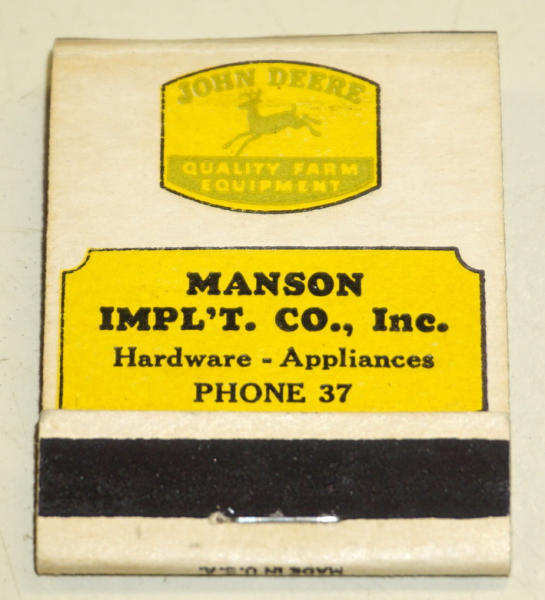 JOHN DEERE
QUALITY FARM
EQUIPMENT
MANSON
IMPL'T. CO., Inc.
Hardware - Appliances
PHONE 37
MADE IN U.S.A.